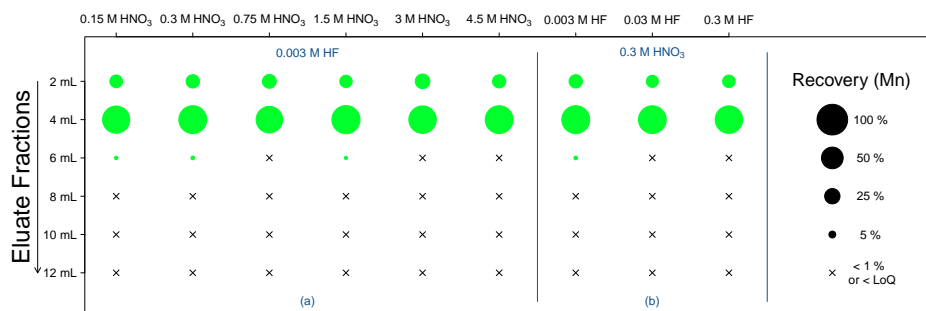 0.15 M HNO₃ 0.3 M HNO₃ 0.75 M HNO₃ 1.5 M HNO₃ 3 M HNO₃ 4.5 M HNO₃ 0.003 M HF 0.03 M HF 0.3 M HF
0.003 M HF 0.3 M HNO₃
Eluate Fractions
2 mL
4 mL
6 mL
8 mL
10 mL
12 mL
(a) (b)
Recovery (Mn)
100 %
50 %
25 %
5 %
< 1 %
or < LoQ